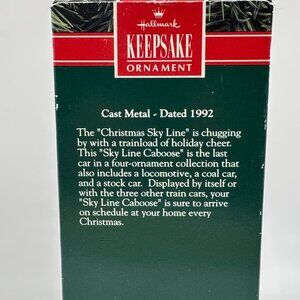 Hallmark
KEEPSAKE
ORNAMENT
Cast Metal - Dated 1992
The "Christmas Sky Line" is chugging
by with a trainload of holiday cheer.
This "Sky Line Caboose" is the last
car in a four-ornament collection that
also includes a locomotive, a coal car,
and a stock car. Displayed by itself or
with the three other train cars, your
"Sky Line Caboose" is sure to arrive
on schedule at your home every
Christmas.